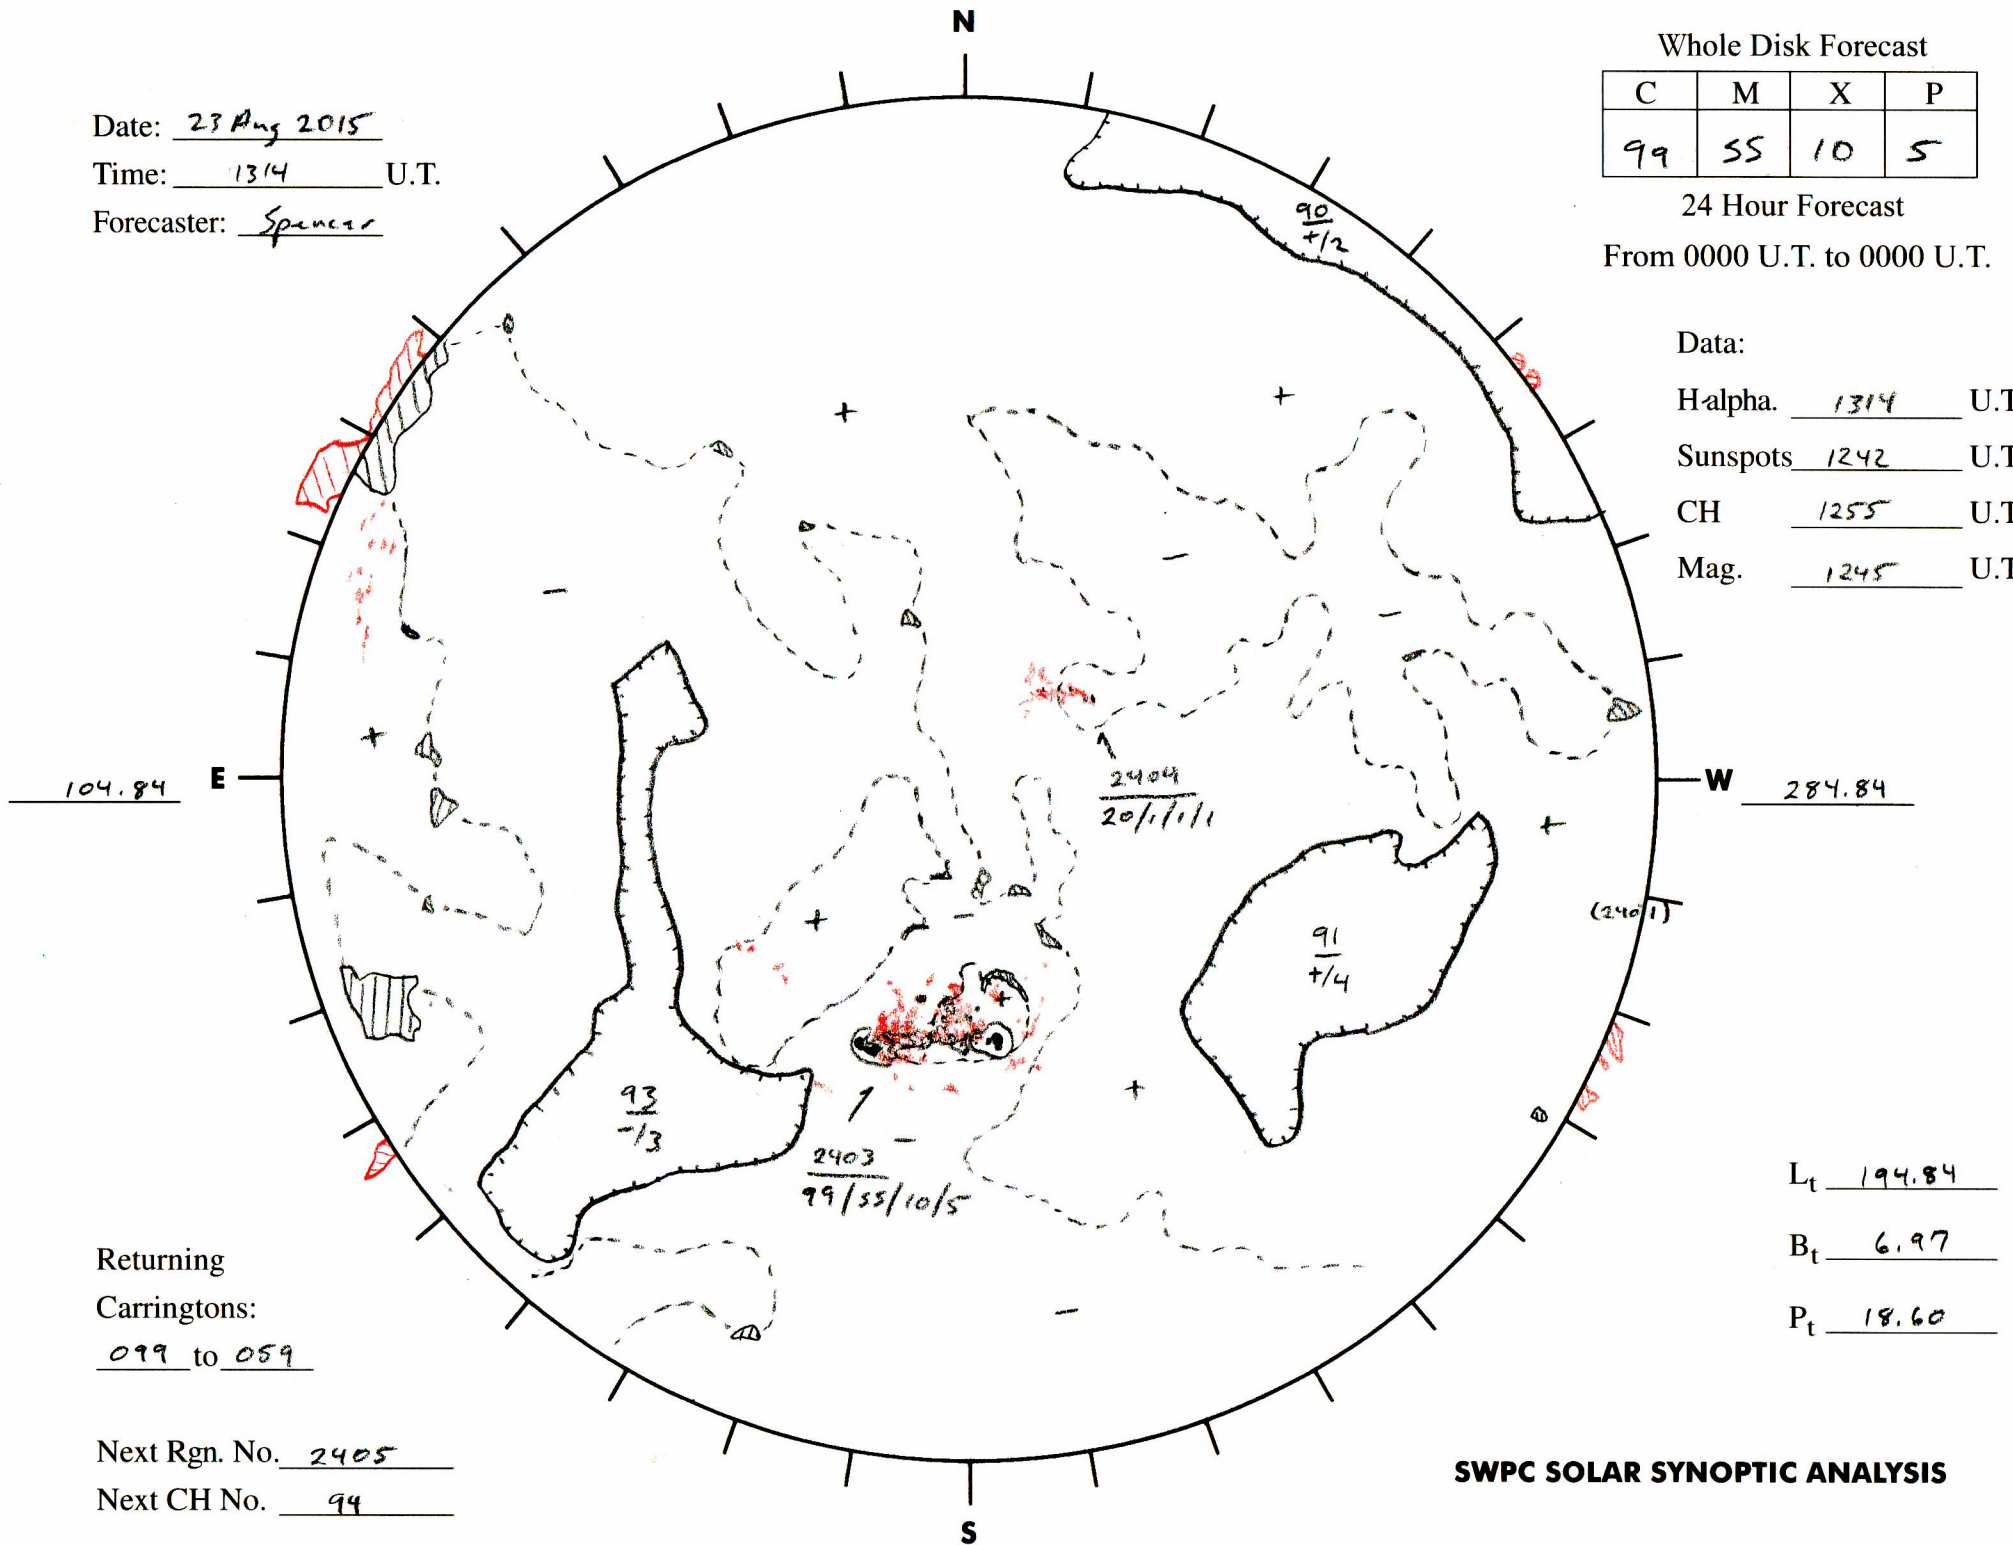 N
Whole Disk Forecast
C M X P
99 55 10 5
24 Hour Forecast
From 0000 U.T. to 0000 U.T.
Date: 23 Aug 2015
Time: 1314 U.T.
Forecaster: Spencer
90
+/2
Data:
H-alpha. 1314 U.T
Sunspots 1242 U.T
CH 1255 U.T
Mag. 1245 U.T
+
+
-
-
-
+
104.84 E
W 284.84
2404
20/1/1/1
+
(2401)
+
-
91
+/4
+
+
93
-/3
-
2403
99/55/10/5
-
Lt 194.84
Bt 6.97
Pt 18.60
Returning
Carringtons:
099 to 059
Next Rgn. No. 2405
Next CH No. 94
SWPC SOLAR SYNOPTIC ANALYSIS
S